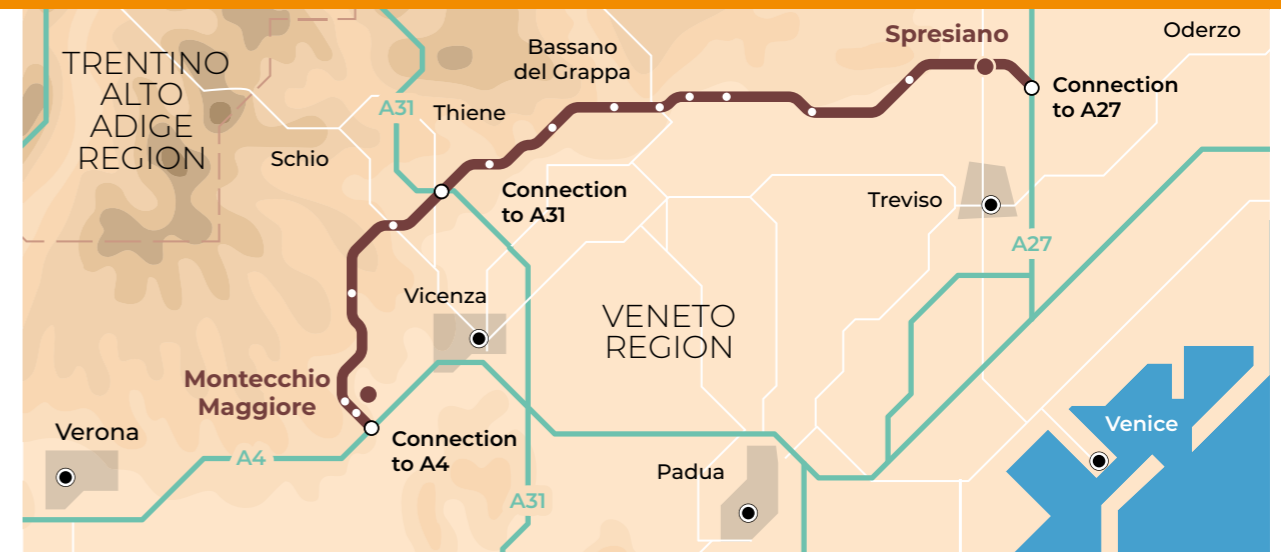 Spresiano
Oderzo
Bassano
del Grappa
TRENTINO
ALTO
ADIGE
REGION
Connection
to A27
A31
Thiene
Schio
Connection
to A31
Treviso
A27
Vicenza
VENETO
REGION
Montecchio
Maggiore
Venice
Verona
Connection
to A4
A4
Padua
A31